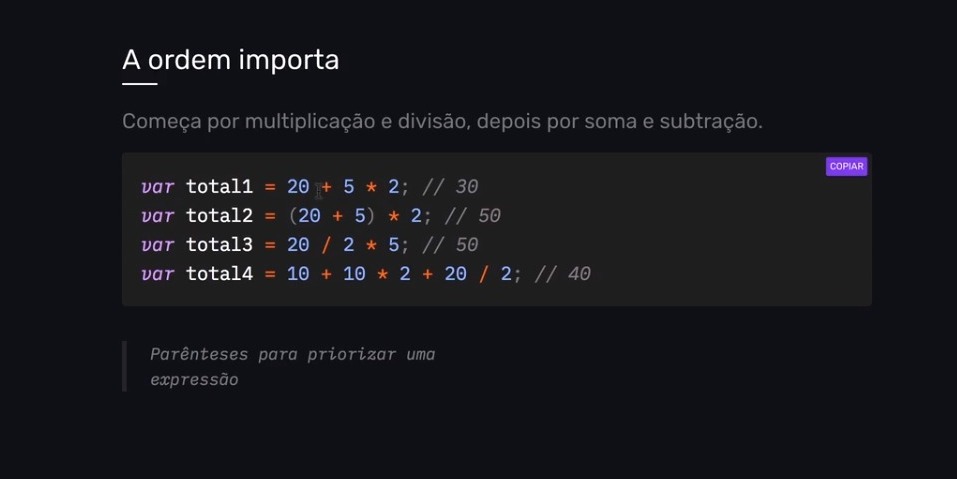 A ordem importa
Começa por multiplicação e divisão, depois por soma e subtração.
COPIAR
var total1 = 20 + 5 * 2; // 30
var total2 = (20 + 5) * 2; // 50
var total3 = 20 / 2 * 5; // 50
var total4 = 10 + 10 * 2 + 20 / 2; // 40
Parênteses para priorizar uma
expressão